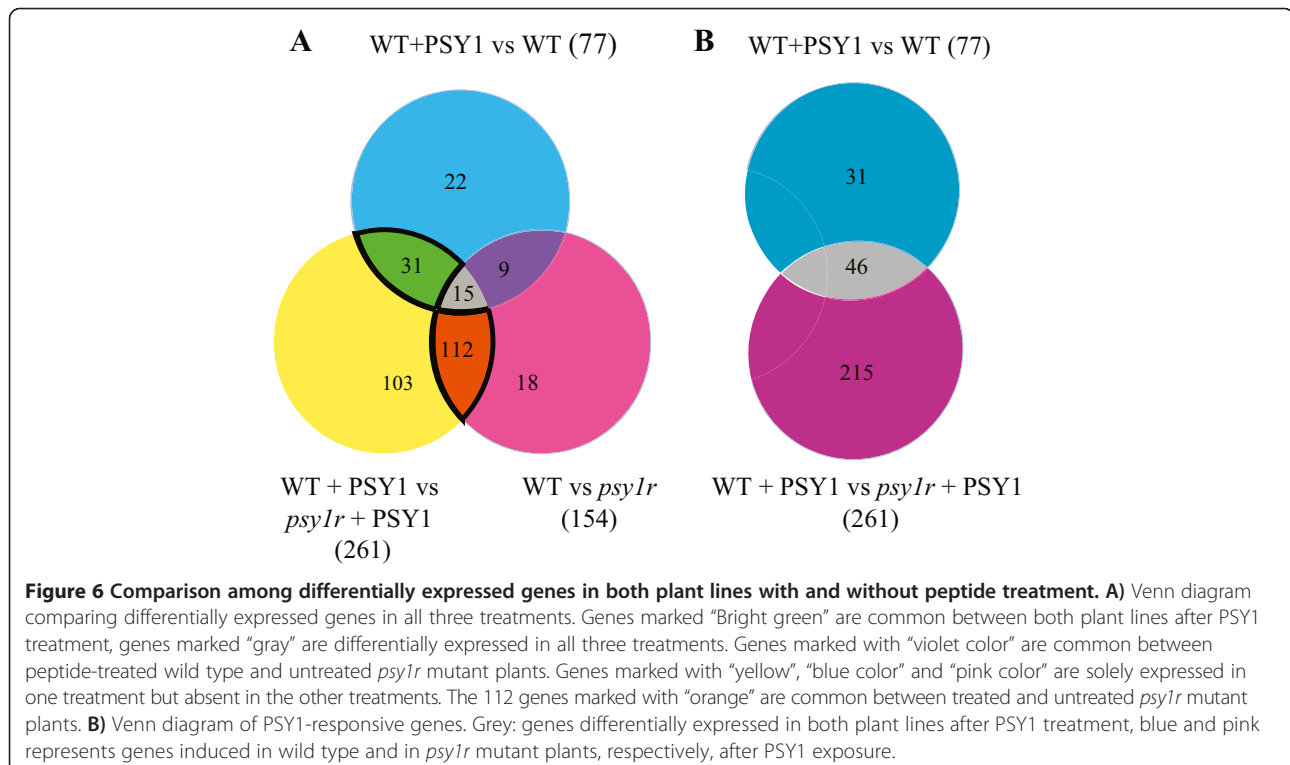 A WT+PSY1 vs WT (77)
B WT+PSY1 vs WT (77)
22
31
9
15
112
103
18
31
46
215
WT + PSY1 vs
psy1r + PSY1
(261)
WT vs psy1r
(154)
WT + PSY1 vs psy1r + PSY1
(261)
Figure 6 Comparison among differentially expressed genes in both plant lines with and without peptide treatment. A) Venn diagram
comparing differentially expressed genes in all three treatments. Genes marked “Bright green” are common between both plant lines after PSY1
treatment, genes marked “gray” are differentially expressed in all three treatments. Genes marked with “violet color” are common between
peptide-treated wild type and untreated psy1r mutant plants. Genes marked with “yellow”, “blue color” and “pink color” are solely expressed in
one treatment but absent in the other treatments. The 112 genes marked with “orange” are common between treated and untreated psy1r mutant
plants. B) Venn diagram of PSY1-responsive genes. Grey: genes differentially expressed in both plant lines after PSY1 treatment, blue and pink
represents genes induced in wild type and in psy1r mutant plants, respectively, after PSY1 exposure.